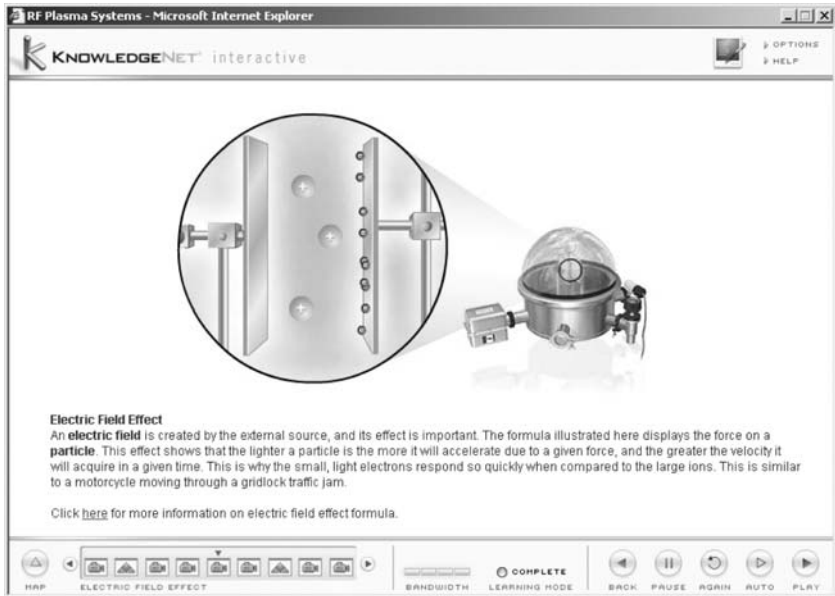 RF Plasma Systems - Microsoft Internet Explorer
KNOWLEDGENET interactive
OPTIONS
HELP
Electric Field Effect
An electric field is created by the external source, and its effect is important. The formula illustrated here displays the force on a
particle. This effect shows that the lighter a particle is the more it will accelerate due to a given force, and the greater the velocity it
will acquire in a given time. This is why the small, light electrons respond so quickly when compared to the large ions. This is similar
to a motorcycle moving through a gridlock traffic jam.
Click here for more information on electric field effect formula.
MAP
ELECTRIC FIELD EFFECT
BANDWIDTH
COMPLETE
LEARNING MODE
BACK
PAUSE
AGAIN
AUTO
PLAY